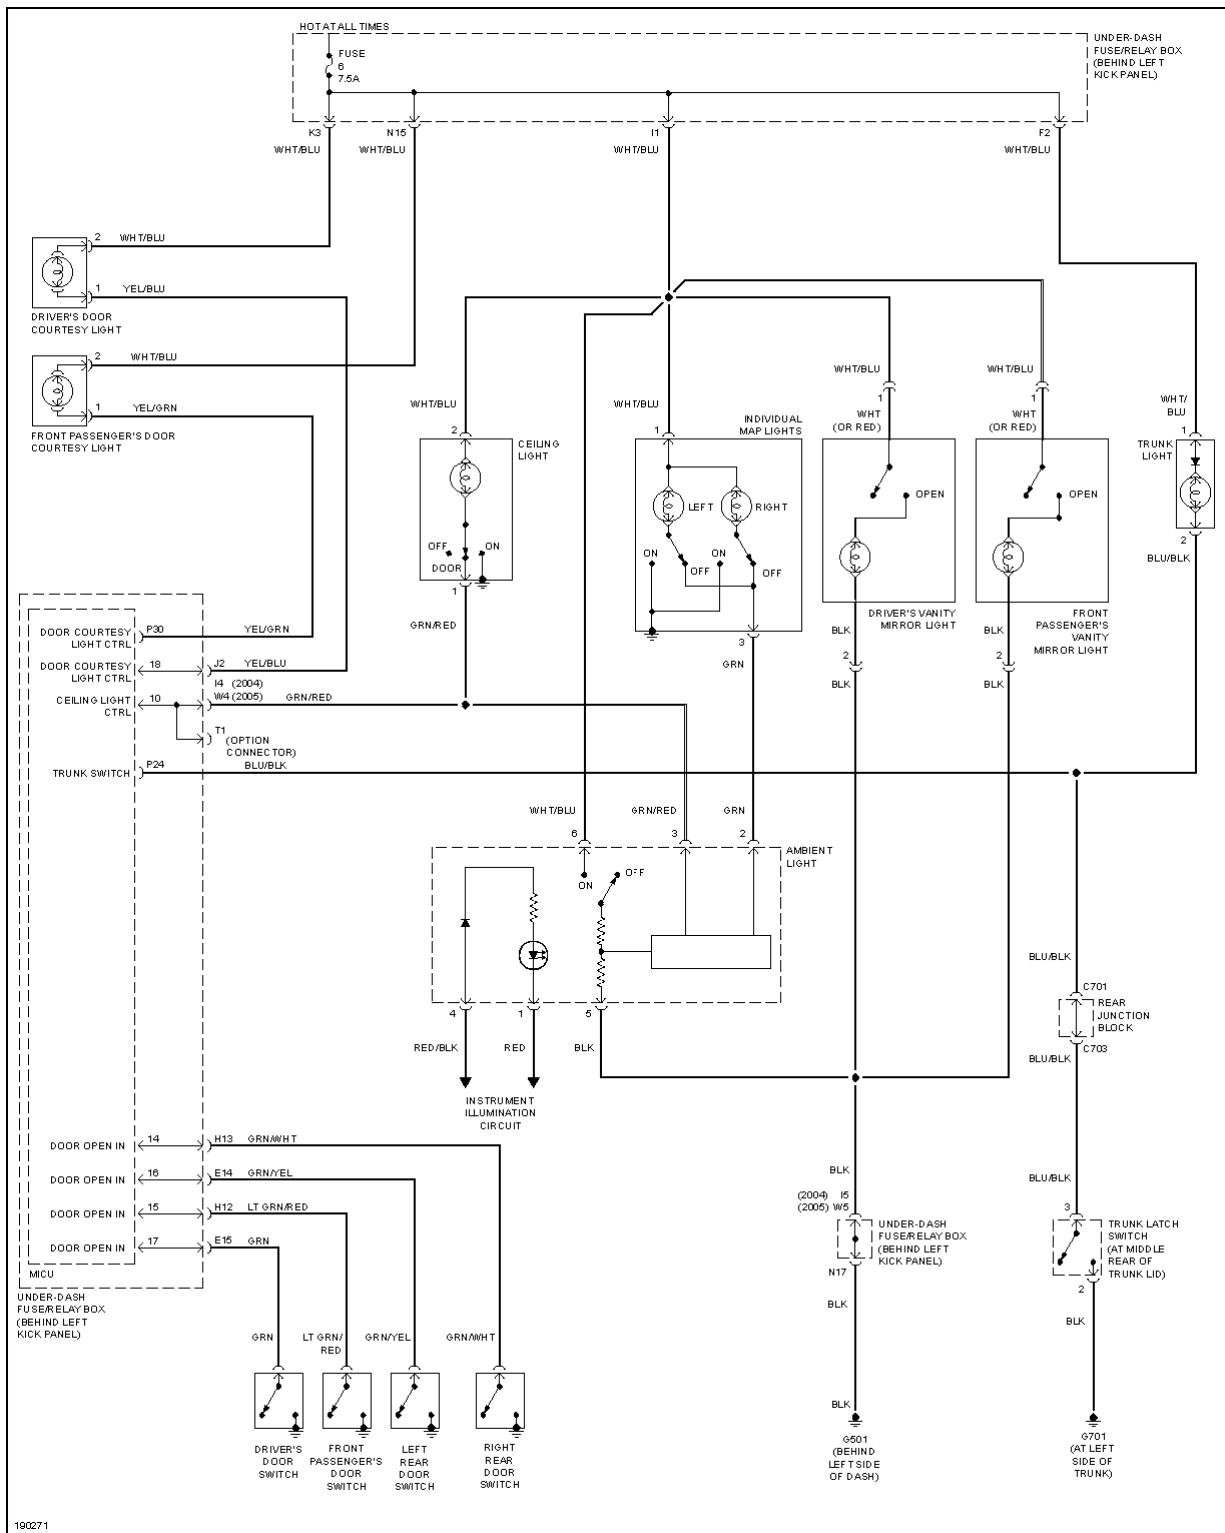 HOT AT ALL TIMES
FUSE
6
7.5A
UNDER-DASH
FUSE/RELAY BOX
(BEHIND LEFT
KICK PANEL)
K3
N15
I1
F2
WHT/BLU
WHT/BLU
WHT/BLU
WHT/BLU
2
WHT/BLU
1
YEL/BLU
DRIVER'S DOOR
COURTESY LIGHT
2
WHT/BLU
1
YEL/GRN
FRONT PASSENGER'S DOOR
COURTESY LIGHT
WHT/BLU
WHT/BLU
WHT/BLU
WHT/BLU
WHT/
BLU
2
CEILING
LIGHT
OFF
ON
DOOR
1
GRN/RED
1
INDIVIDUAL
MAP LIGHTS
LEFT
RIGHT
ON
OFF
ON
OFF
3
GRN
1
WHT
(OR RED)
OPEN
DRIVER'S VANITY
MIRROR LIGHT
BLK
2
BLK
1
WHT
(OR RED)
OPEN
FRONT
PASSENGER'S
VANITY
MIRROR LIGHT
BLK
2
BLK
1
TRUNK
LIGHT
2
BLU/BLK
DOOR COURTESY
LIGHT CTRL
P30
YEL/GRN
DOOR COURTESY
LIGHT CTRL
18
J2
YEL/BLU
CEILING LIGHT
CTRL
10
I4 (2004)
W4 (2005)
GRN/RED
T1
(OPTION
CONNECTOR)
TRUNK SWITCH
P24
BLU/BLK
WHT/BLU
GRN/RED
GRN
6
3
2
AMBIENT
LIGHT
ON
OFF
4
1
5
RED/BLK
RED
BLK
INSTRUMENT
ILLUMINATION
CIRCUIT
BLU/BLK
C701
REAR
JUNCTION
BLOCK
C703
BLU/BLK
DOOR OPEN IN
14
H13
GRN/WHT
DOOR OPEN IN
16
E14
GRN/YEL
DOOR OPEN IN
15
H12
LT GRN/RED
DOOR OPEN IN
17
E15
GRN
MICU
UNDER-DASH
FUSE/RELAY BOX
(BEHIND LEFT
KICK PANEL)
BLK
(2004) I5
(2005) W5
UNDER-DASH
FUSE/RELAY BOX
(BEHIND LEFT
KICK PANEL)
N17
BLK
BLK
G501
(BEHIND
LEFT SIDE
OF DASH)
BLU/BLK
3
TRUNK LATCH
SWITCH
(AT MIDDLE
REAR OF
TRUNK LID)
2
BLK
G701
(AT LEFT
SIDE OF
TRUNK)
GRN
LT GRN/
RED
GRN/YEL
GRN/WHT
DRIVER'S
DOOR
SWITCH
FRONT
PASSENGER'S
DOOR
SWITCH
LEFT
REAR
DOOR
SWITCH
RIGHT
REAR
DOOR
SWITCH
190271